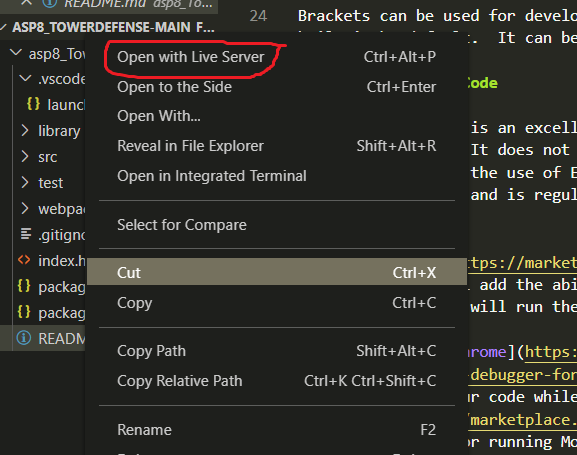 README.md asp8_To...
ASP8_TOWERDEFENSE-MAIN F...
24 Brackets can be used for develo
asp8_Tow
It can be
.vscode
launc
library
src
test
webpac
.gitigno
index.h
packag
packag
README
Open with Live Server Ctrl+Alt+P
Open to the Side Ctrl+Enter
Open With...
Reveal in File Explorer Shift+Alt+R
Open in Integrated Terminal
Select for Compare
Cut Ctrl+X
Copy Ctrl+C
Copy Path Shift+Alt+C
Copy Relative Path Ctrl+K Ctrl+Shift+C
Rename F2
Code
is an excell
It does not
the use of E
and is regul
tps://market
add the abi
will run the
rome](https:
-debugger-for
ur code while
/marketplace.
or running Mo